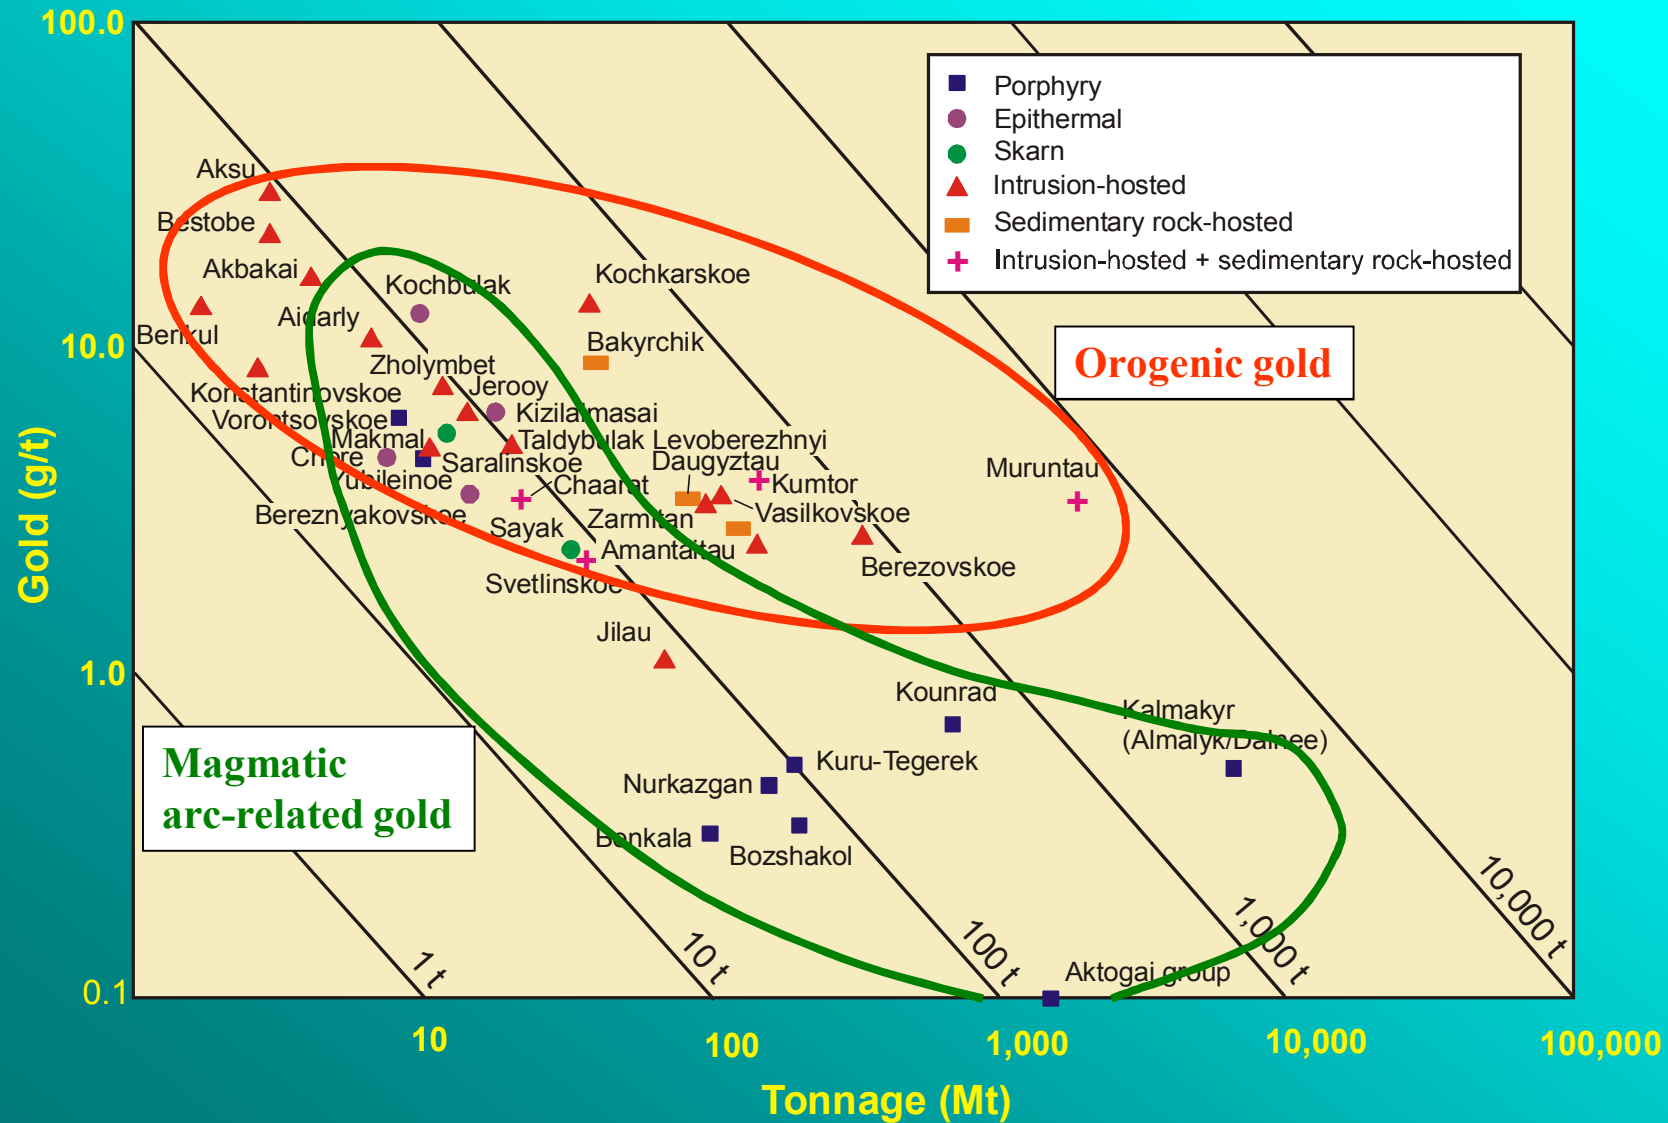 100.0
10.0
1.0
0.1
Gold (g/t)
Porphyry
Epithermal
Skarn
Intrusion-hosted
Sedimentary rock-hosted
Intrusion-hosted + sedimentary rock-hosted
Orogenic gold
Magmatic
arc-related gold
Aksu
Bestobe
Akbakai
Kochbulak
Kochkarskoe
Aidarly
Berikul
Bakyrchik
Zholymbet
Jerooy
Konstantinovskoe
Vorontsovskoe
Kizilalmasai
Makmal
Taldybulak Levoberezhnyi
Chore
Saralinskoe
Daugyztau
Muruntau
Yubileinoe
Chaarat
Kumtor
Bereznyakovskoe
Sayak
Zarmitan
Vasilkovskoe
Amantaitau
Berezovskoe
Svetlinskoe
Jilau
Kounrad
Kalmakyr
(Almalyk/Dalnee)
Kuru-Tegerek
Nurkazgan
Benkala
Bozshakol
Aktogai group
1 t
10 t
100 t
1,000 t
10,000 t
10
100
1,000
10,000
100,000
Tonnage (Mt)